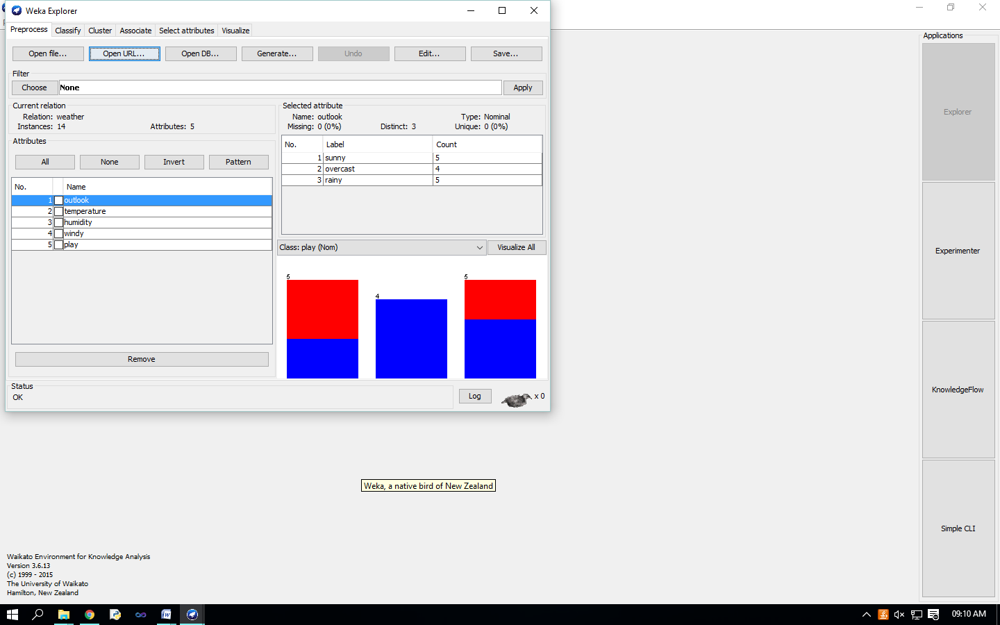 Weka Explorer
Preprocess Classify Cluster Associate Select attributes Visualize
Open file... Open URL... Open DB... Generate... Undo Edit... Save...
Filter
Choose None Apply
Current relation
Relation: weather
Instances: 14 Attributes: 5
Attributes
All None Invert Pattern
No. Name
1 outlook
2 temperature
3 humidity
4 windy
5 play
Remove
Selected attribute
Name: outlook Type: Nominal
Missing: 0 (0%) Distinct: 3 Unique: 0 (0%)
No. Label Count
1 sunny 5
2 overcast 4
3 rainy 5
Class: play (Nom) Visualize All
5 4 5
Status
OK
Log x 0
Applications
Explorer
Experimenter
KnowledgeFlow
Simple CLI
Weka, a native bird of New Zealand
Waikato Environment for Knowledge Analysis
Version 3.6.13
(c) 1999 - 2015
The University of Waikato
Hamilton, New Zealand
09:10 AM